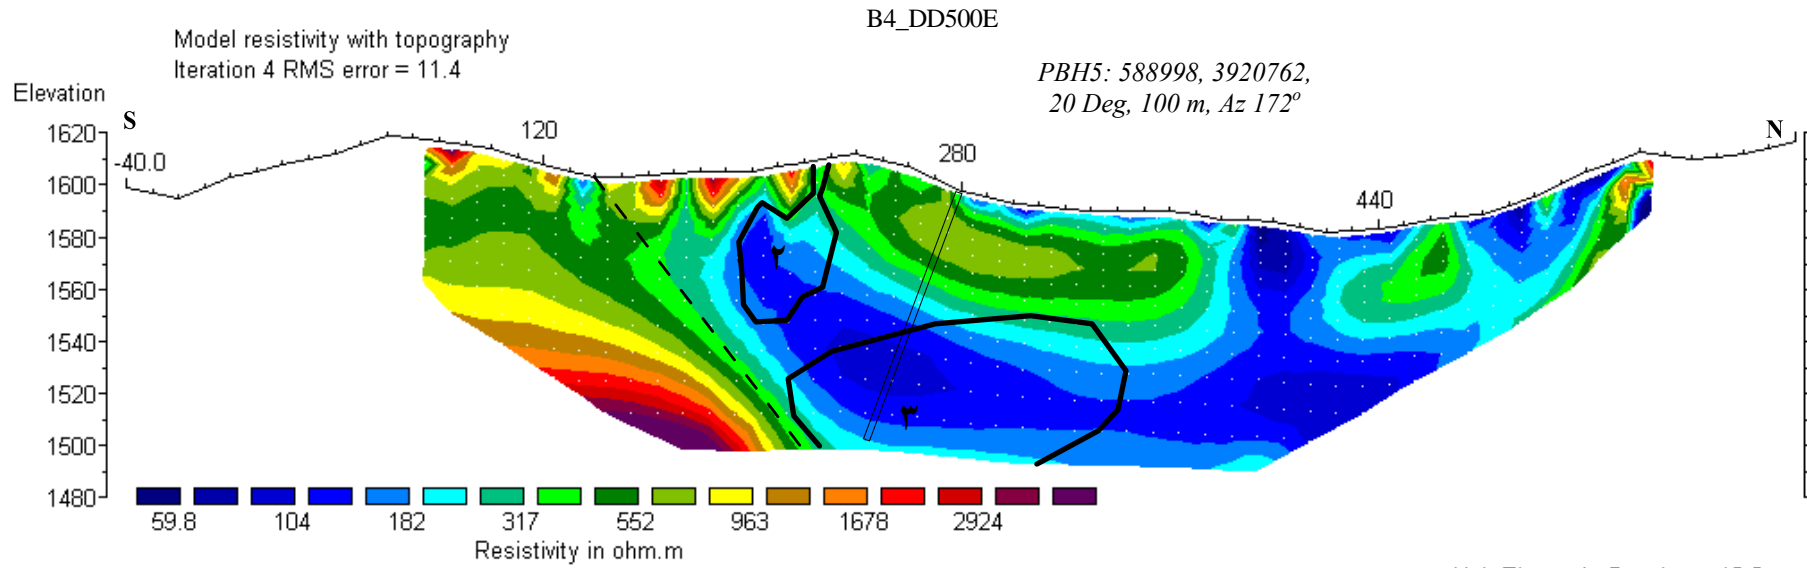 B4_DD500E
Model resistivity with topography
Iteration 4 RMS error = 11.4
PBH5: 588998, 3920762,
20 Deg, 100 m, Az 172º
Elevation
S
N
1620
1600
1580
1560
1540
1520
1500
1480
-40.0
120
280
440
۲
۳
59.8 104 182 317 552 963 1678 2924
Resistivity in ohm.m